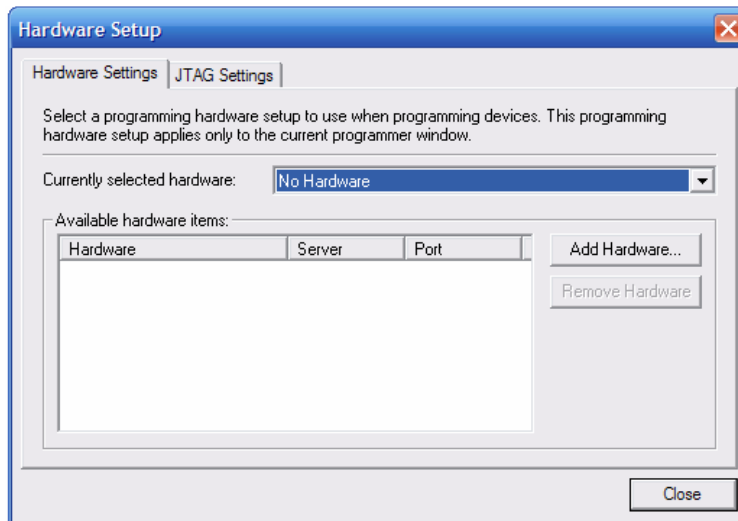 Hardware Setup
Hardware Settings
JTAG Settings
Select a programming hardware setup to use when programming devices. This programming
hardware setup applies only to the current programmer window.
Currently selected hardware:
No Hardware
Available hardware items:
Hardware
Server
Port
Add Hardware...
Remove Hardware
Close